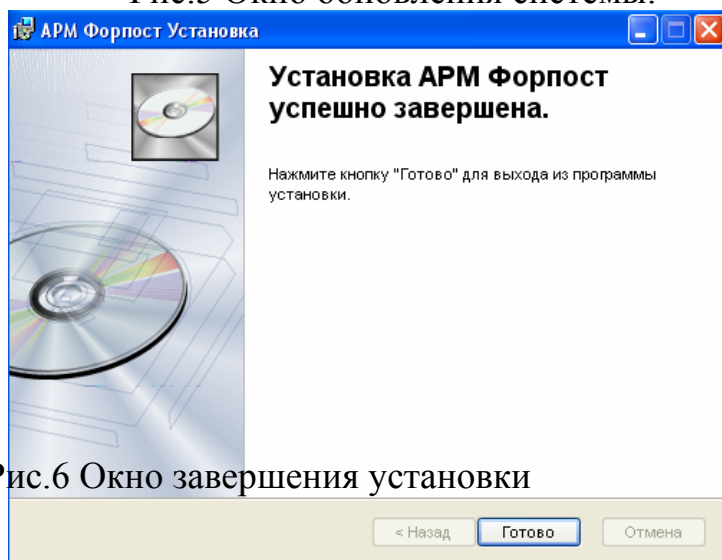 Рис.5 Окно обновления системы.
АРМ Форпост Установка
Установка АРМ Форпост
успешно завершена.
Нажмите кнопку "Готово" для выхода из программы
установки.
Рис.6 Окно завершения установки
< Назад Готово Отмена